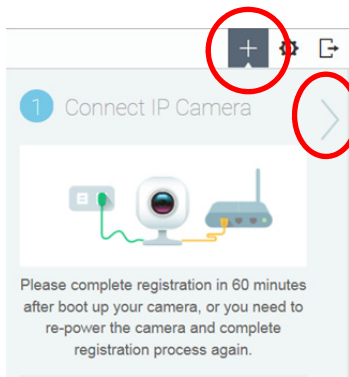 1 Connect IP Camera
Please complete registration in 60 minutes
after boot up your camera, or you need to
re-power the camera and complete
registration process again.